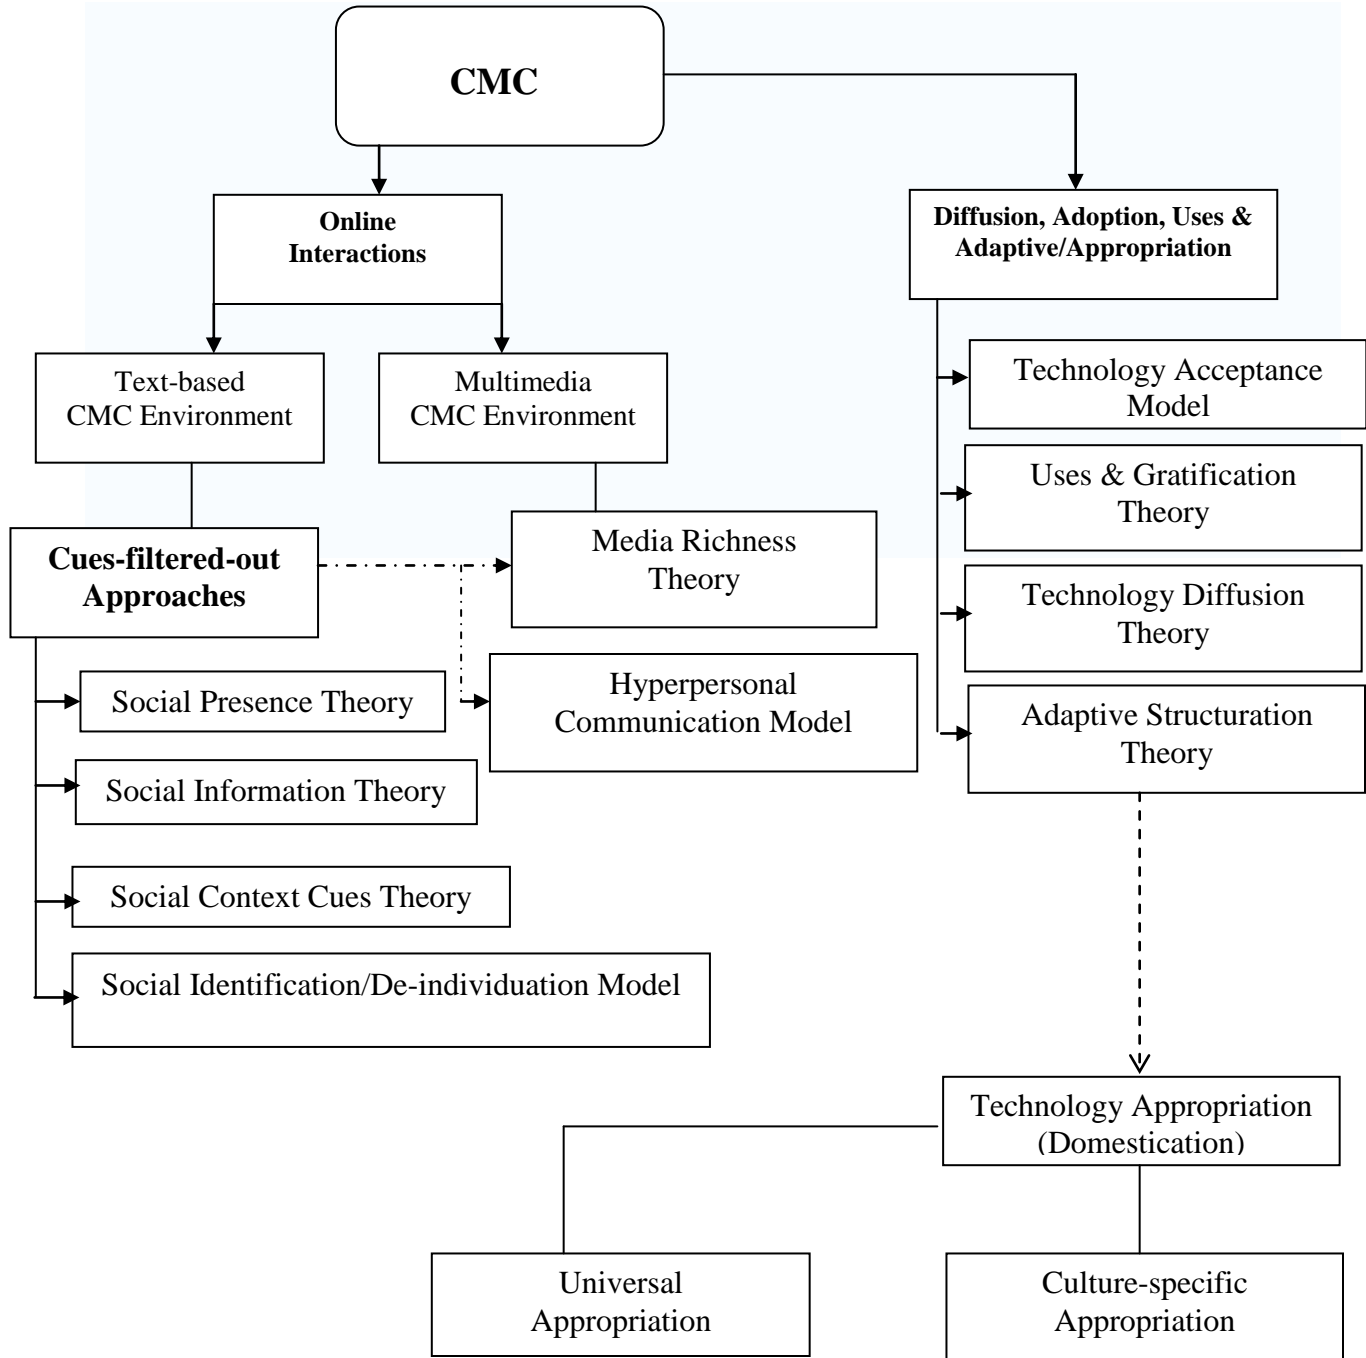 CMC
Online
Interactions
Diffusion, Adoption, Uses &
Adaptive/Appropriation
Text-based
CMC Environment
Multimedia
CMC Environment
Technology Acceptance
Model
Uses & Gratification
Theory
Cues-filtered-out
Approaches
Media Richness
Theory
Technology Diffusion
Theory
Social Presence Theory
Hyperpersonal
Communication Model
Adaptive Structuration
Theory
Social Information Theory
Social Context Cues Theory
Social Identification/De-individuation Model
Technology Appropriation
(Domestication)
Universal
Appropriation
Culture-specific
Appropriation